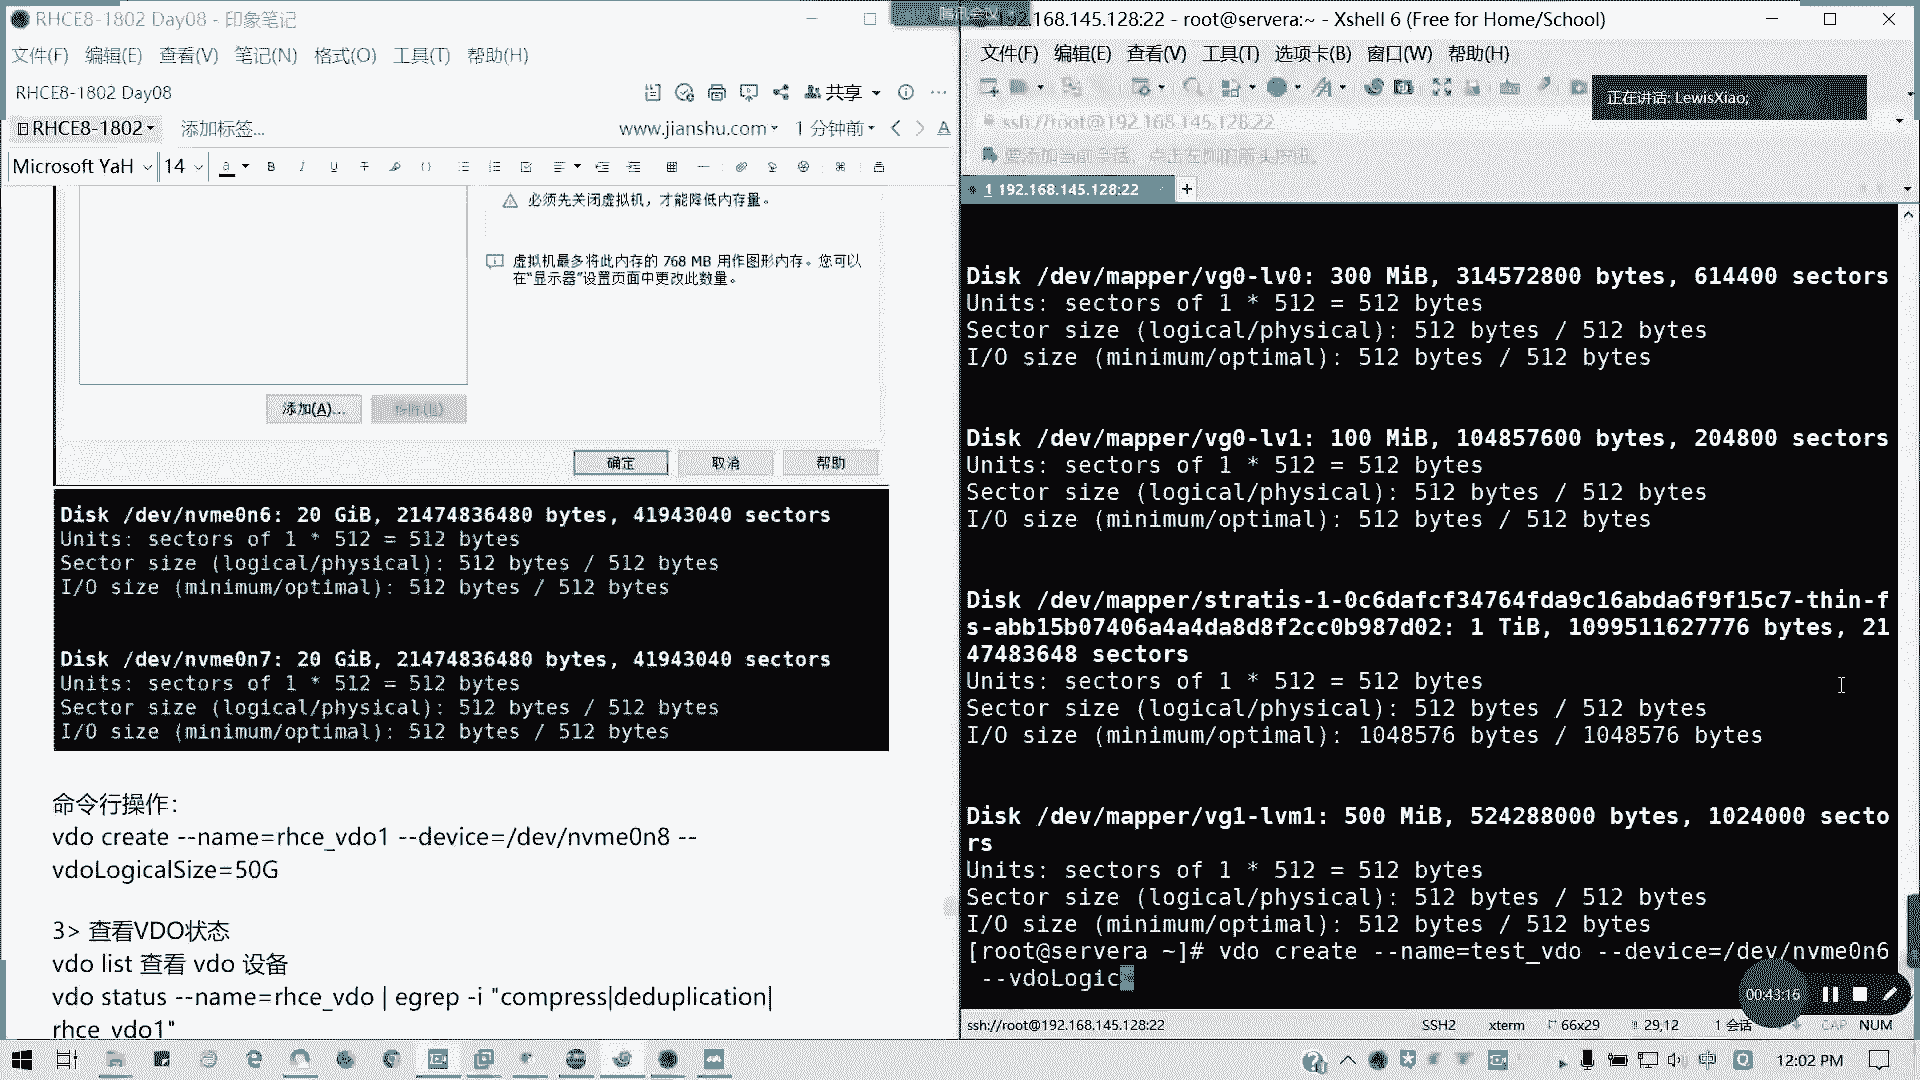 RHCE8-1802 Day08 - 印象笔记
文件(F) 编辑(E) 查看(V) 笔记(N) 格式(O) 工具(T) 帮助(H)
RHCE8-1802 Day08
共享
RHCE8-1802
添加标签...
www.jianshu.com
1 分钟前
Microsoft YaH
14
必须先关闭虚拟机，才能降低内存量。
虚拟机最多将此内存的 768 MB 用作图形内存。您可以
在“显示器”设置页面中更改此数量。
添加(A)...
确定
取消
帮助
Disk /dev/nvme0n6: 20 GiB, 21474836480 bytes, 41943040 sectors
Units: sectors of 1 * 512 = 512 bytes
Sector size (logical/physical): 512 bytes / 512 bytes
I/O size (minimum/optimal): 512 bytes / 512 bytes
Disk /dev/nvme0n7: 20 GiB, 21474836480 bytes, 41943040 sectors
Units: sectors of 1 * 512 = 512 bytes
Sector size (logical/physical): 512 bytes / 512 bytes
I/O size (minimum/optimal): 512 bytes / 512 bytes
命令行操作：
vdo create --name=rhce_vdo1 --device=/dev/nvme0n8 --
vdoLogicalSize=50G
3> 查看VDO状态
vdo list 查看 vdo 设备
vdo status --name=rhce_vdo | egrep -i "compress|deduplication|
rhce_vdo1"
.168.145.128:22 - root@servera:~ - Xshell 6 (Free for Home/School)
文件(F) 编辑(E) 查看(V) 工具(T) 选项卡(B) 窗口(W) 帮助(H)
正在讲话: LewisXiao;
ssh://root@192.168.145.128:22
要添加当前会话，点击左侧的箭头按钮。
1 192.168.145.128:22
Disk /dev/mapper/vg0-lv0: 300 MiB, 314572800 bytes, 614400 sectors
Units: sectors of 1 * 512 = 512 bytes
Sector size (logical/physical): 512 bytes / 512 bytes
I/O size (minimum/optimal): 512 bytes / 512 bytes
Disk /dev/mapper/vg0-lv1: 100 MiB, 104857600 bytes, 204800 sectors
Units: sectors of 1 * 512 = 512 bytes
Sector size (logical/physical): 512 bytes / 512 bytes
I/O size (minimum/optimal): 512 bytes / 512 bytes
Disk /dev/mapper/stratis-1-0c6dafcf34764fda9c16abda6f9f15c7-thin-f
s-abb15b07406a4a4da8d8f2cc0b987d02: 1 TiB, 1099511627776 bytes, 21
47483648 sectors
Units: sectors of 1 * 512 = 512 bytes
Sector size (logical/physical): 512 bytes / 512 bytes
I/O size (minimum/optimal): 1048576 bytes / 1048576 bytes
Disk /dev/mapper/vg1-lvm1: 500 MiB, 524288000 bytes, 1024000 secto
rs
Units: sectors of 1 * 512 = 512 bytes
Sector size (logical/physical): 512 bytes / 512 bytes
I/O size (minimum/optimal): 512 bytes / 512 bytes
[root@servera ~]# vdo create --name=test_vdo --device=/dev/nvme0n6
--vdoLogic
00:43:16
ssh://root@192.168.145.128:22
SSH2
xterm
66x29
29,12
1 会话
CAP
NUM
中
12:02 PM